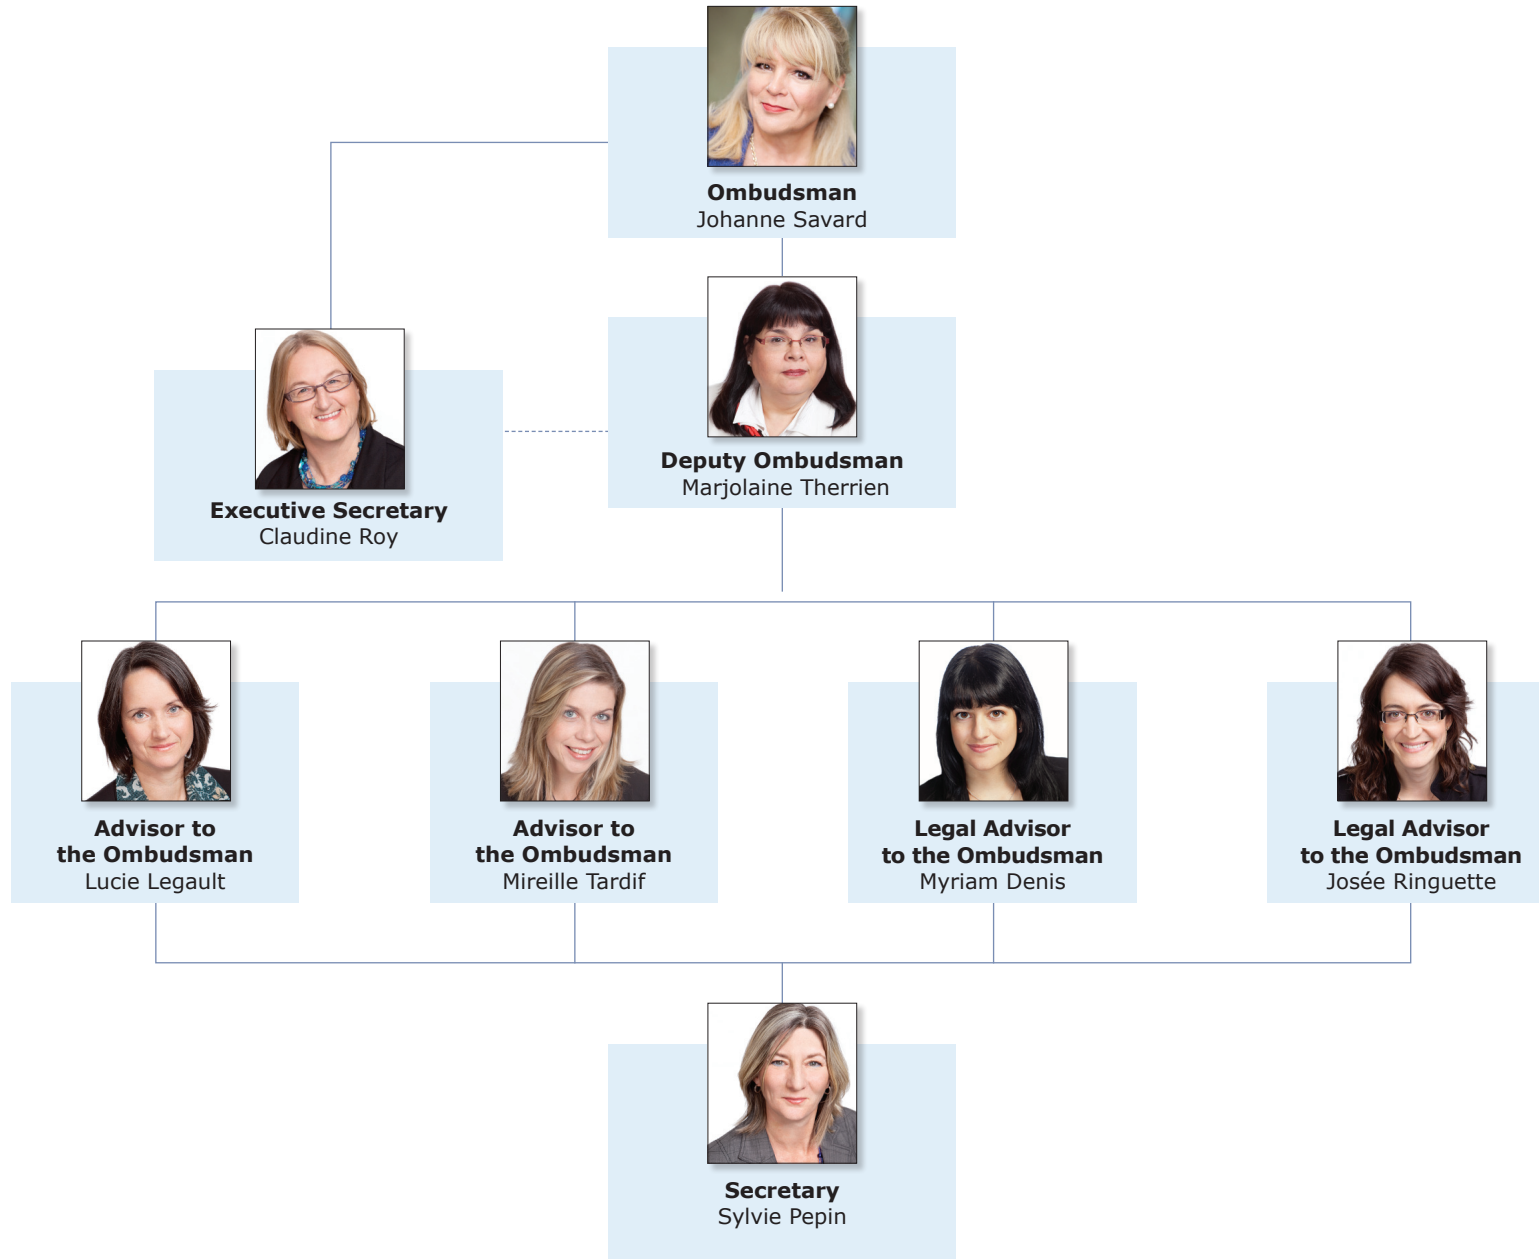 Ombudsman
Johanne Savard
Deputy Ombudsman
Marjolaine Therrien
Executive Secretary
Claudine Roy
Advisor to
the Ombudsman
Lucie Legault
Advisor to
the Ombudsman
Mireille Tardif
Legal Advisor
to the Ombudsman
Myriam Denis
Legal Advisor
to the Ombudsman
Josée Ringuette
Secretary
Sylvie Pepin